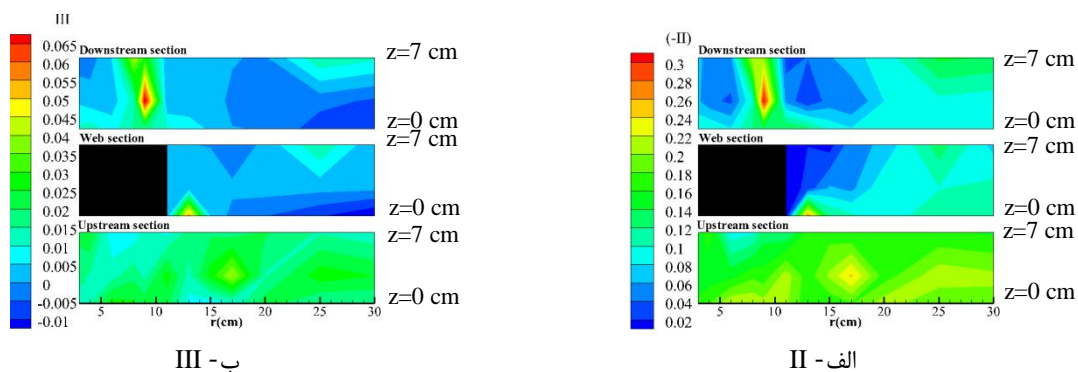 III
0.065
0.06
0.055
0.05
0.045
0.04
0.035
0.03
0.025
0.02
0.015
0.01
0.005
0
-0.005
-0.01
Downstream section
z=7 cm
z=0 cm
Web section
z=7 cm
z=0 cm
Upstream section
z=7 cm
z=0 cm
5 10 15 20 25 30
r(cm)
ب- III
(-II)
0.3
0.28
0.26
0.24
0.22
0.2
0.18
0.16
0.14
0.12
0.1
0.08
0.06
0.04
0.02
Downstream section
z=7 cm
z=0 cm
Web section
z=7 cm
z=0 cm
Upstream section
z=7 cm
z=0 cm
5 10 15 20 25 30
r(cm)
الف- II